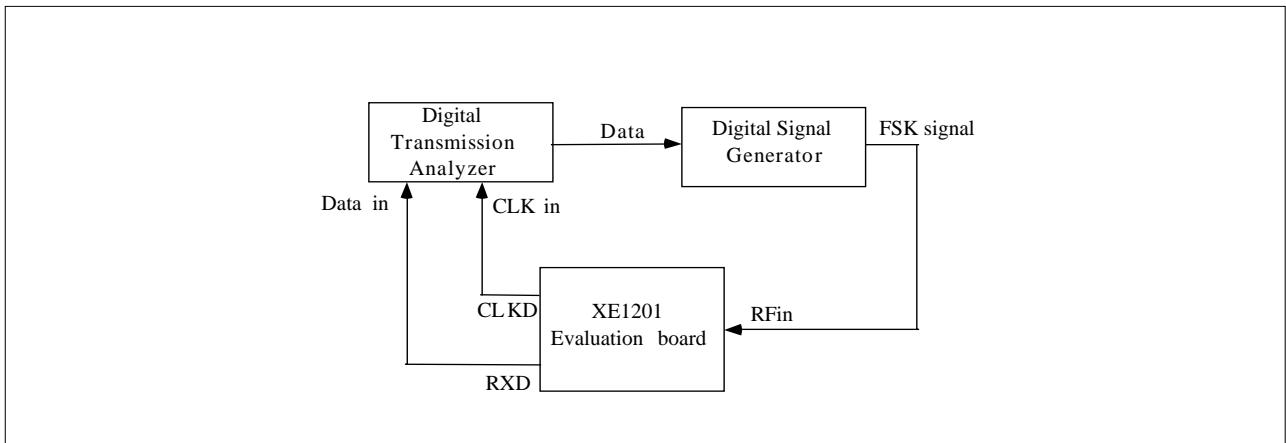 Digital
Transmission
Analyzer
Data
Digital Signal
Generator
FSK signal
Data in
CLK in
CLKD
XE1201
Evaluation board
RFin
RXD